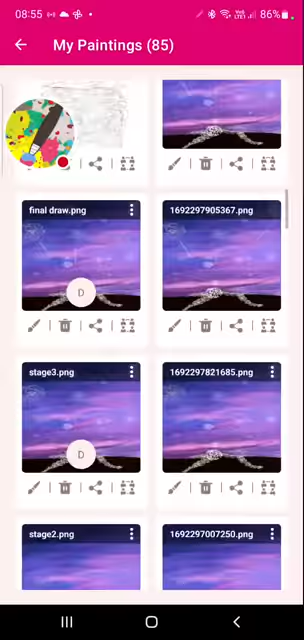 08:55
86%
My Paintings (85)
final draw.png
1692297905367.png
D
stage3.png
1692297821685.png
D
stage2.png
1692297007250.png